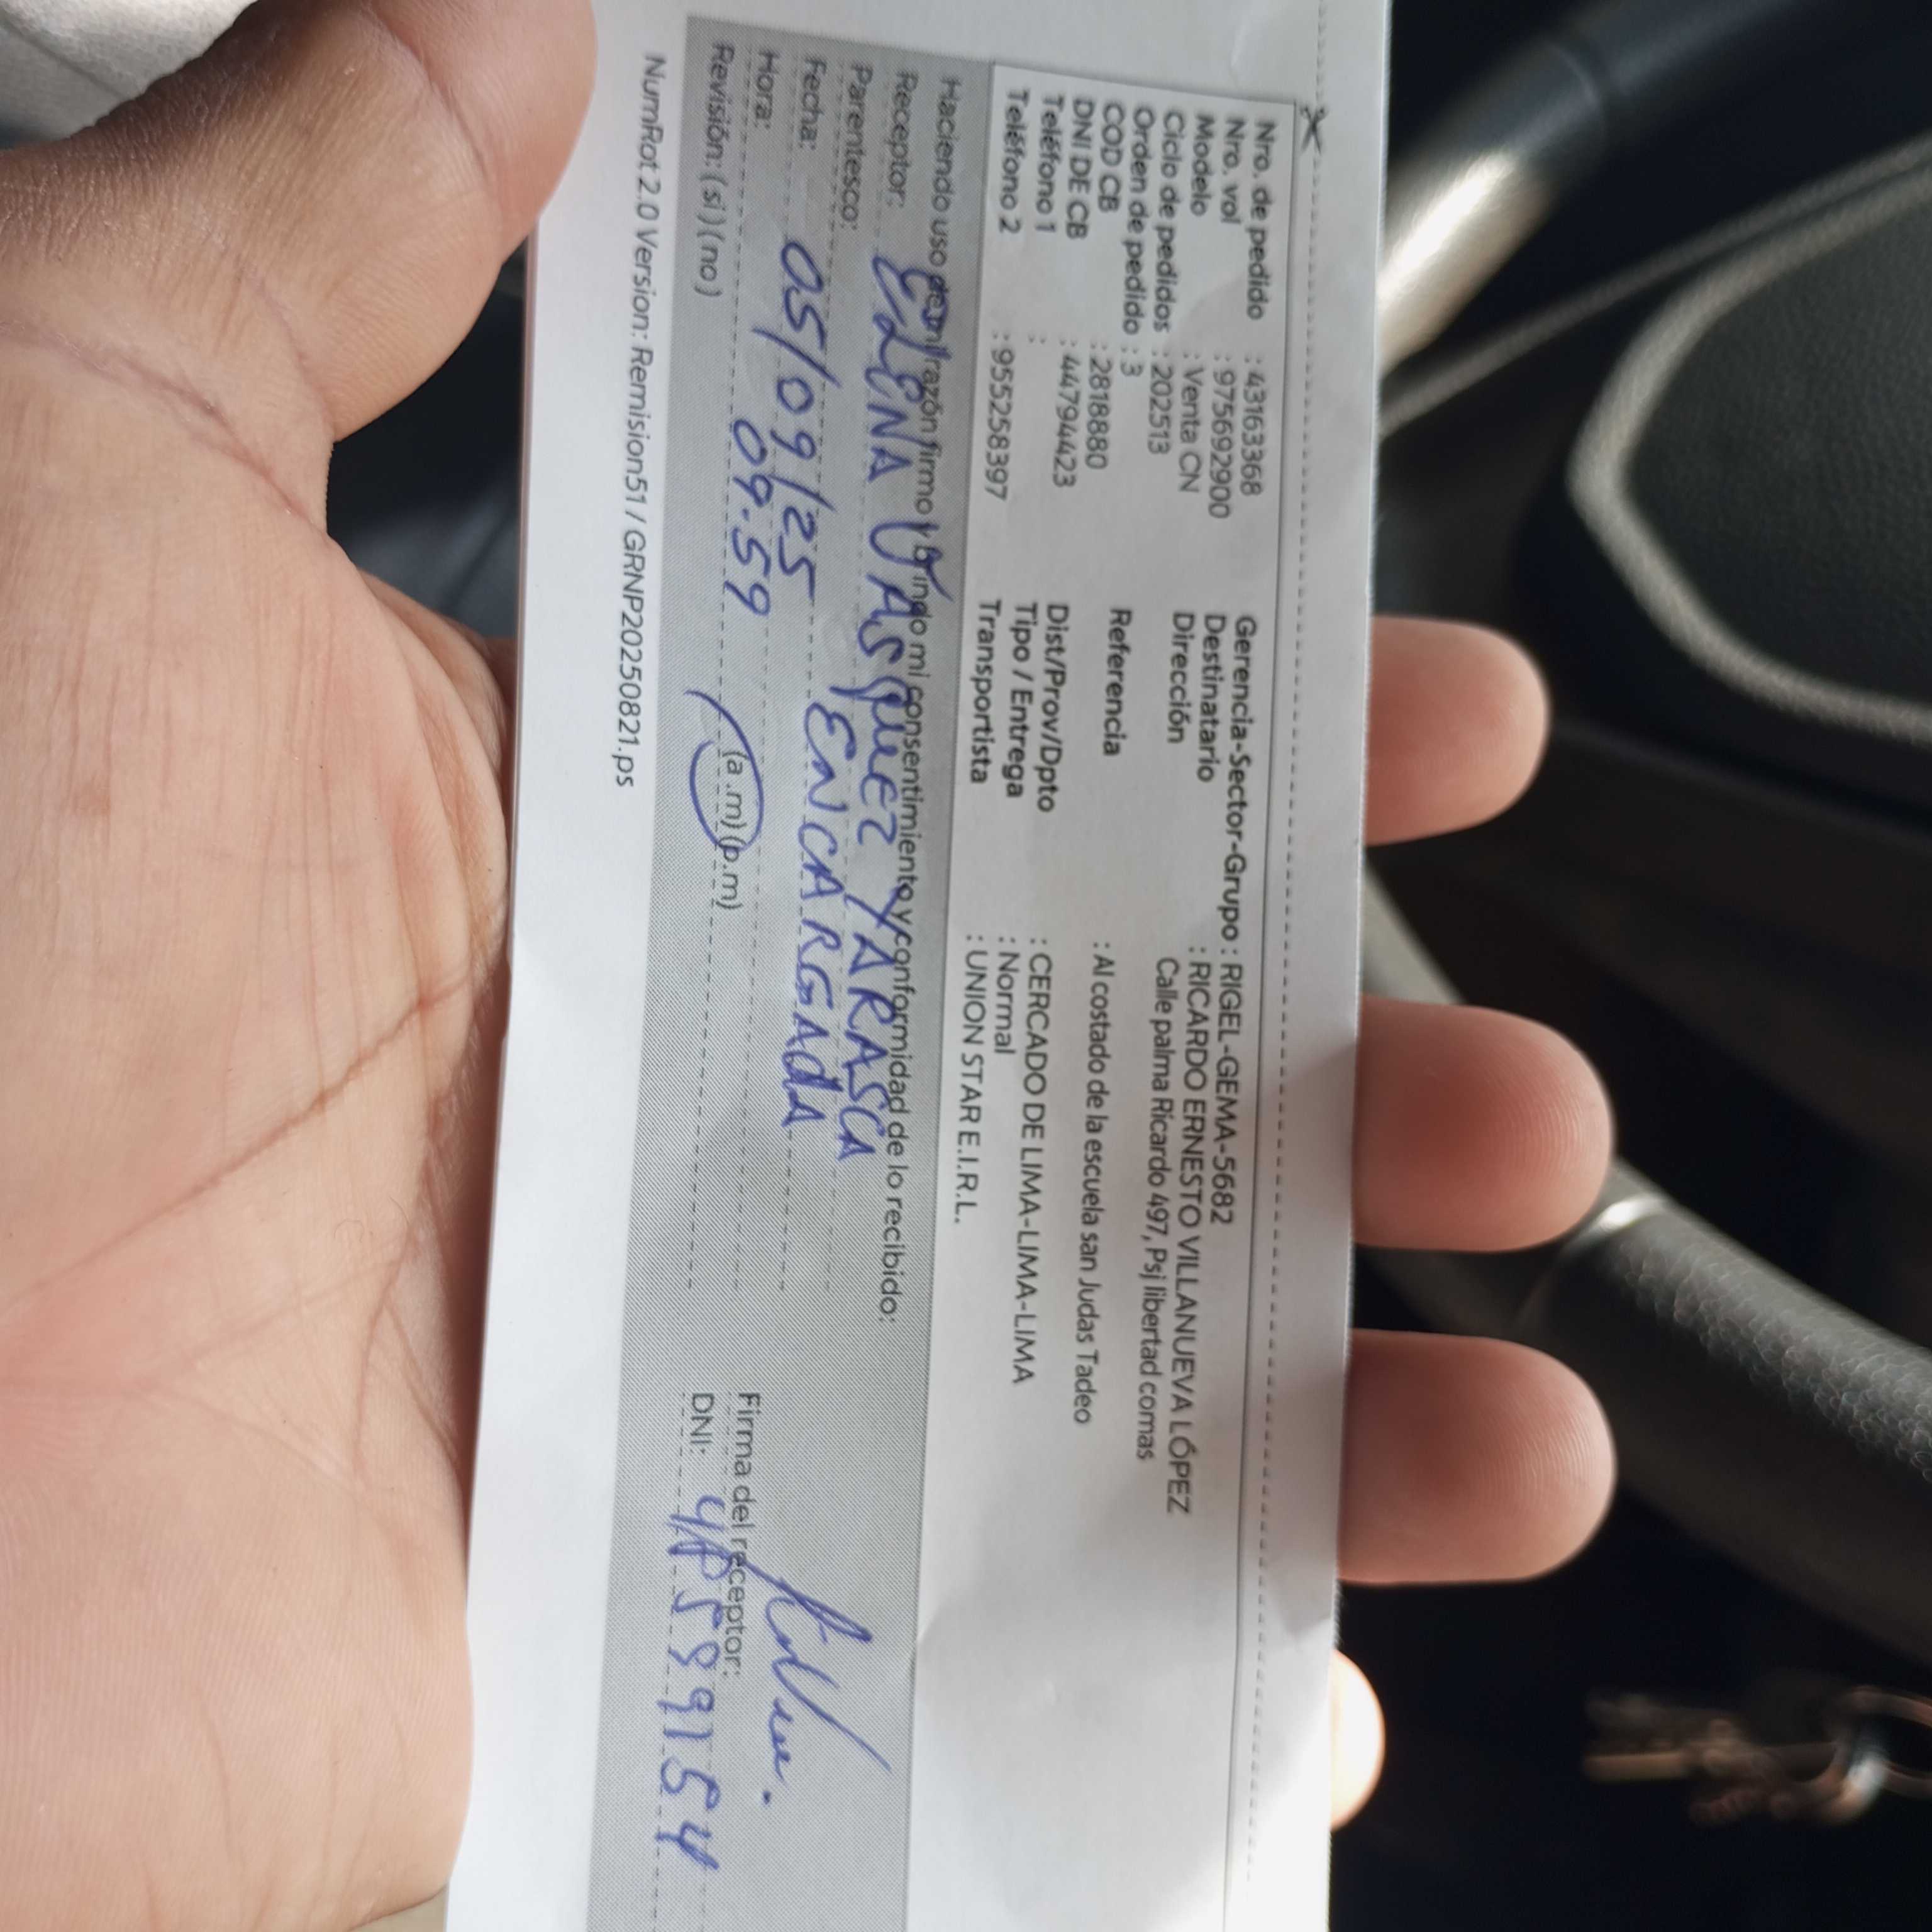 Nro. de pedido : 43163368
Nro. vol : 975692900
Modelo : Venta CN
Ciclo de pedidos : 202513
Orden de pedido : 3
COD CB : 2818880
DNI DE CB : 44794423
Teléfono 1 :
Teléfono 2 : 955258397
Gerencia-Sector-Grupo : RIGEL-GEMA-5682
Destinatario : RICARDO ERNESTO VILLANUEVA LÓPEZ
Dirección Calle palma Ricardo 497, Psj libertad comas
Referencia : Al costado de la escuela san Judas Tadeo
Dist/Prov/Dpto : CERCADO DE LIMA-LIMA-LIMA
Tipo / Entrega : Normal
Transportista : UNION STAR E.I.R.L.
Haciendo uso de mi razón firmo y brindo mi consentimiento y conformidad de lo recibido:
Receptor: ELENA VASQUEZ YARASCA
Parentesco: ENCARGADA
Fecha: 05/09/25
Hora: 09.59 (a.m) (p.m)
Revisión: (si) (no)
Firma del receptor:
DNI:
NumRot 2.0 Version: Remision51 / GRNP20250821.ps